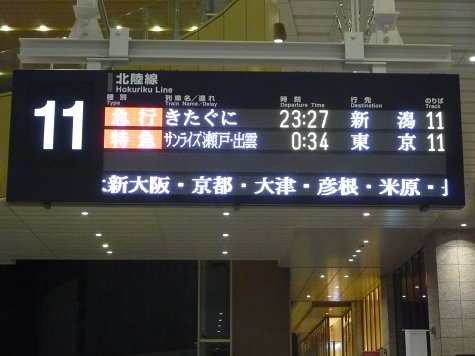 北陸線
Hokuriku Line
種別 列車名/遅れ 時刻 行先 のりば
Type Train Name/Delay Departure Time Destination Track
11
急行 きたぐに 23:27 新潟 11
特急 サンライズ瀬戸・出雲 0:34 東京 11
新大阪・京都・大津・彦根・米原・